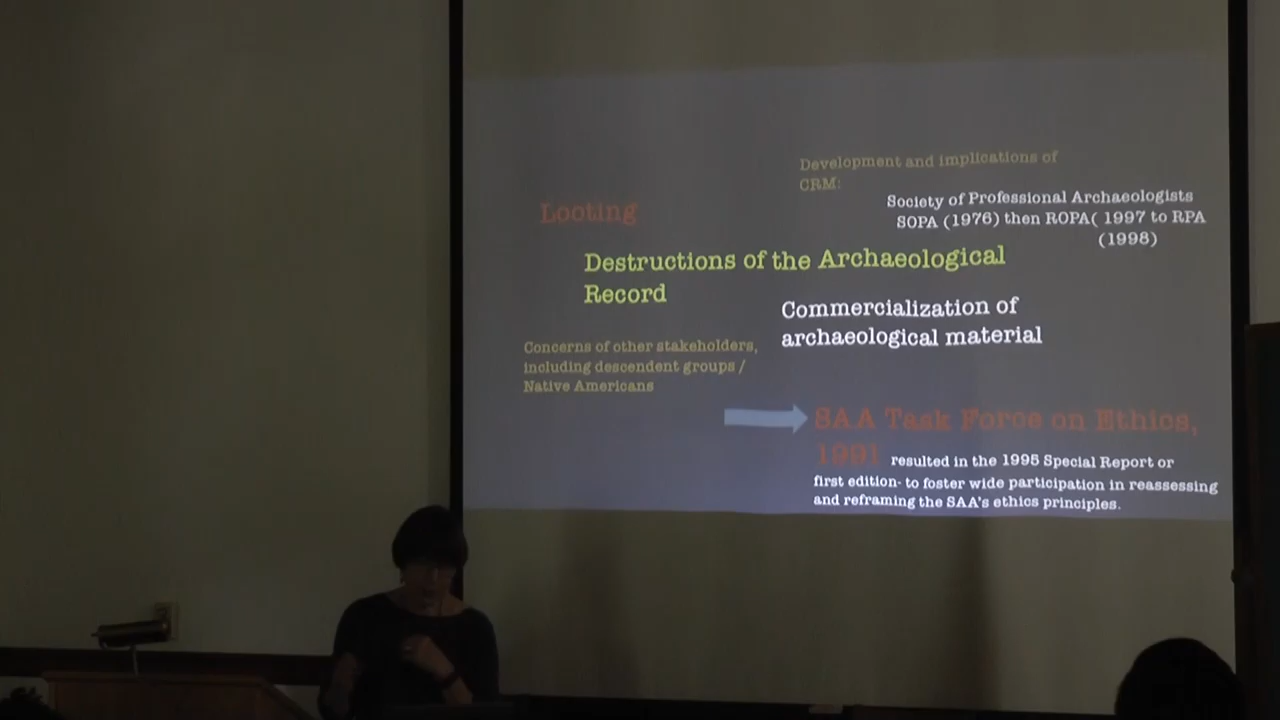 Development and implications of
CRM:
Society of Professional Archaeologists
SOPA (1976) then ROPA( 1997 to RPA
(1998)
Looting
Destructions of the Archaeological
Record
Commercialization of
archaeological material
Concerns of other stakeholders,
including descendent groups /
Native Americans
SAA Task Force on Ethics,
1991 resulted in the 1995 Special Report or
first edition- to foster wide participation in reassessing
and reframing the SAA's ethics principles.